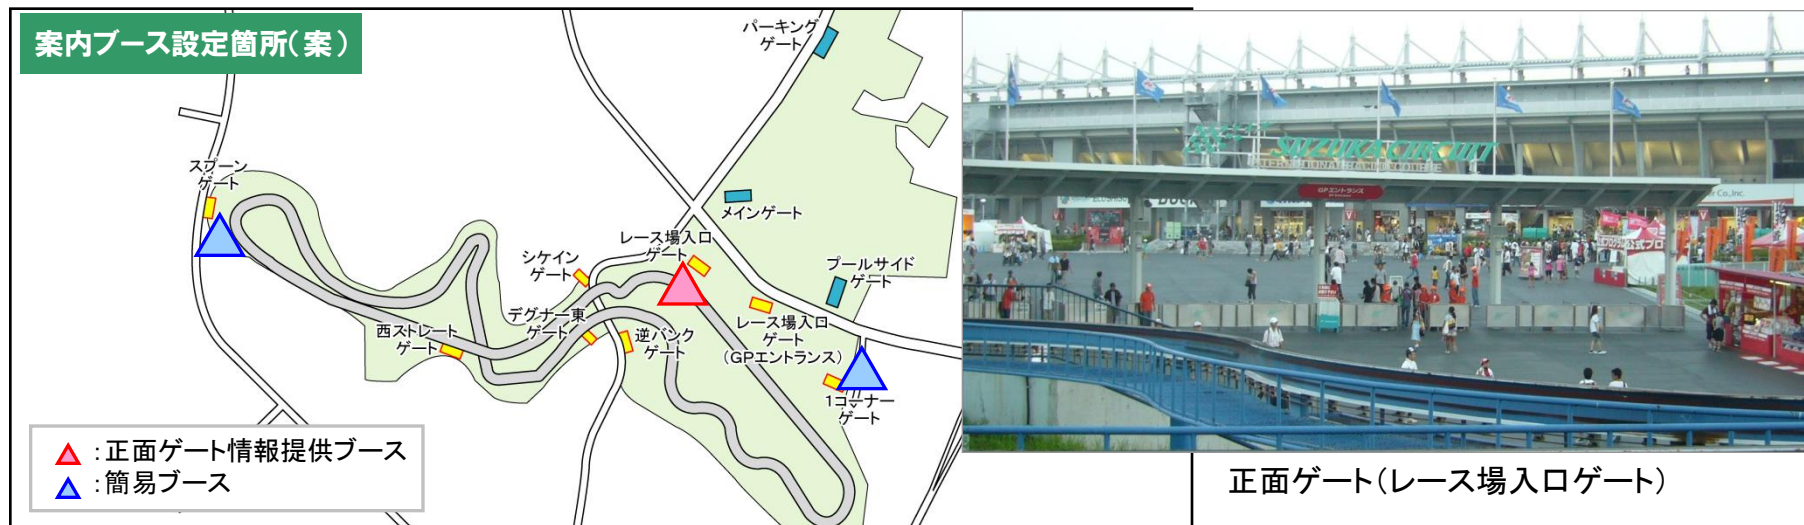 案内ブース設定箇所(案)
パーキング
ゲート
スプーン
ゲート
メインゲート
レース場入口
ゲート
シケイン
ゲート
プールサイド
ゲート
デグナー東
ゲート
西ストレート
ゲート
逆バンク
ゲート
レース場入口
ゲート
(GPエントランス)
1コーナー
ゲート
:正面ゲート情報提供ブース
:簡易ブース
SUZUKA CIRCUIT
INTERNATIONAL RACING COURSE
GPエントランス
正面ゲート(レース場入口ゲート)